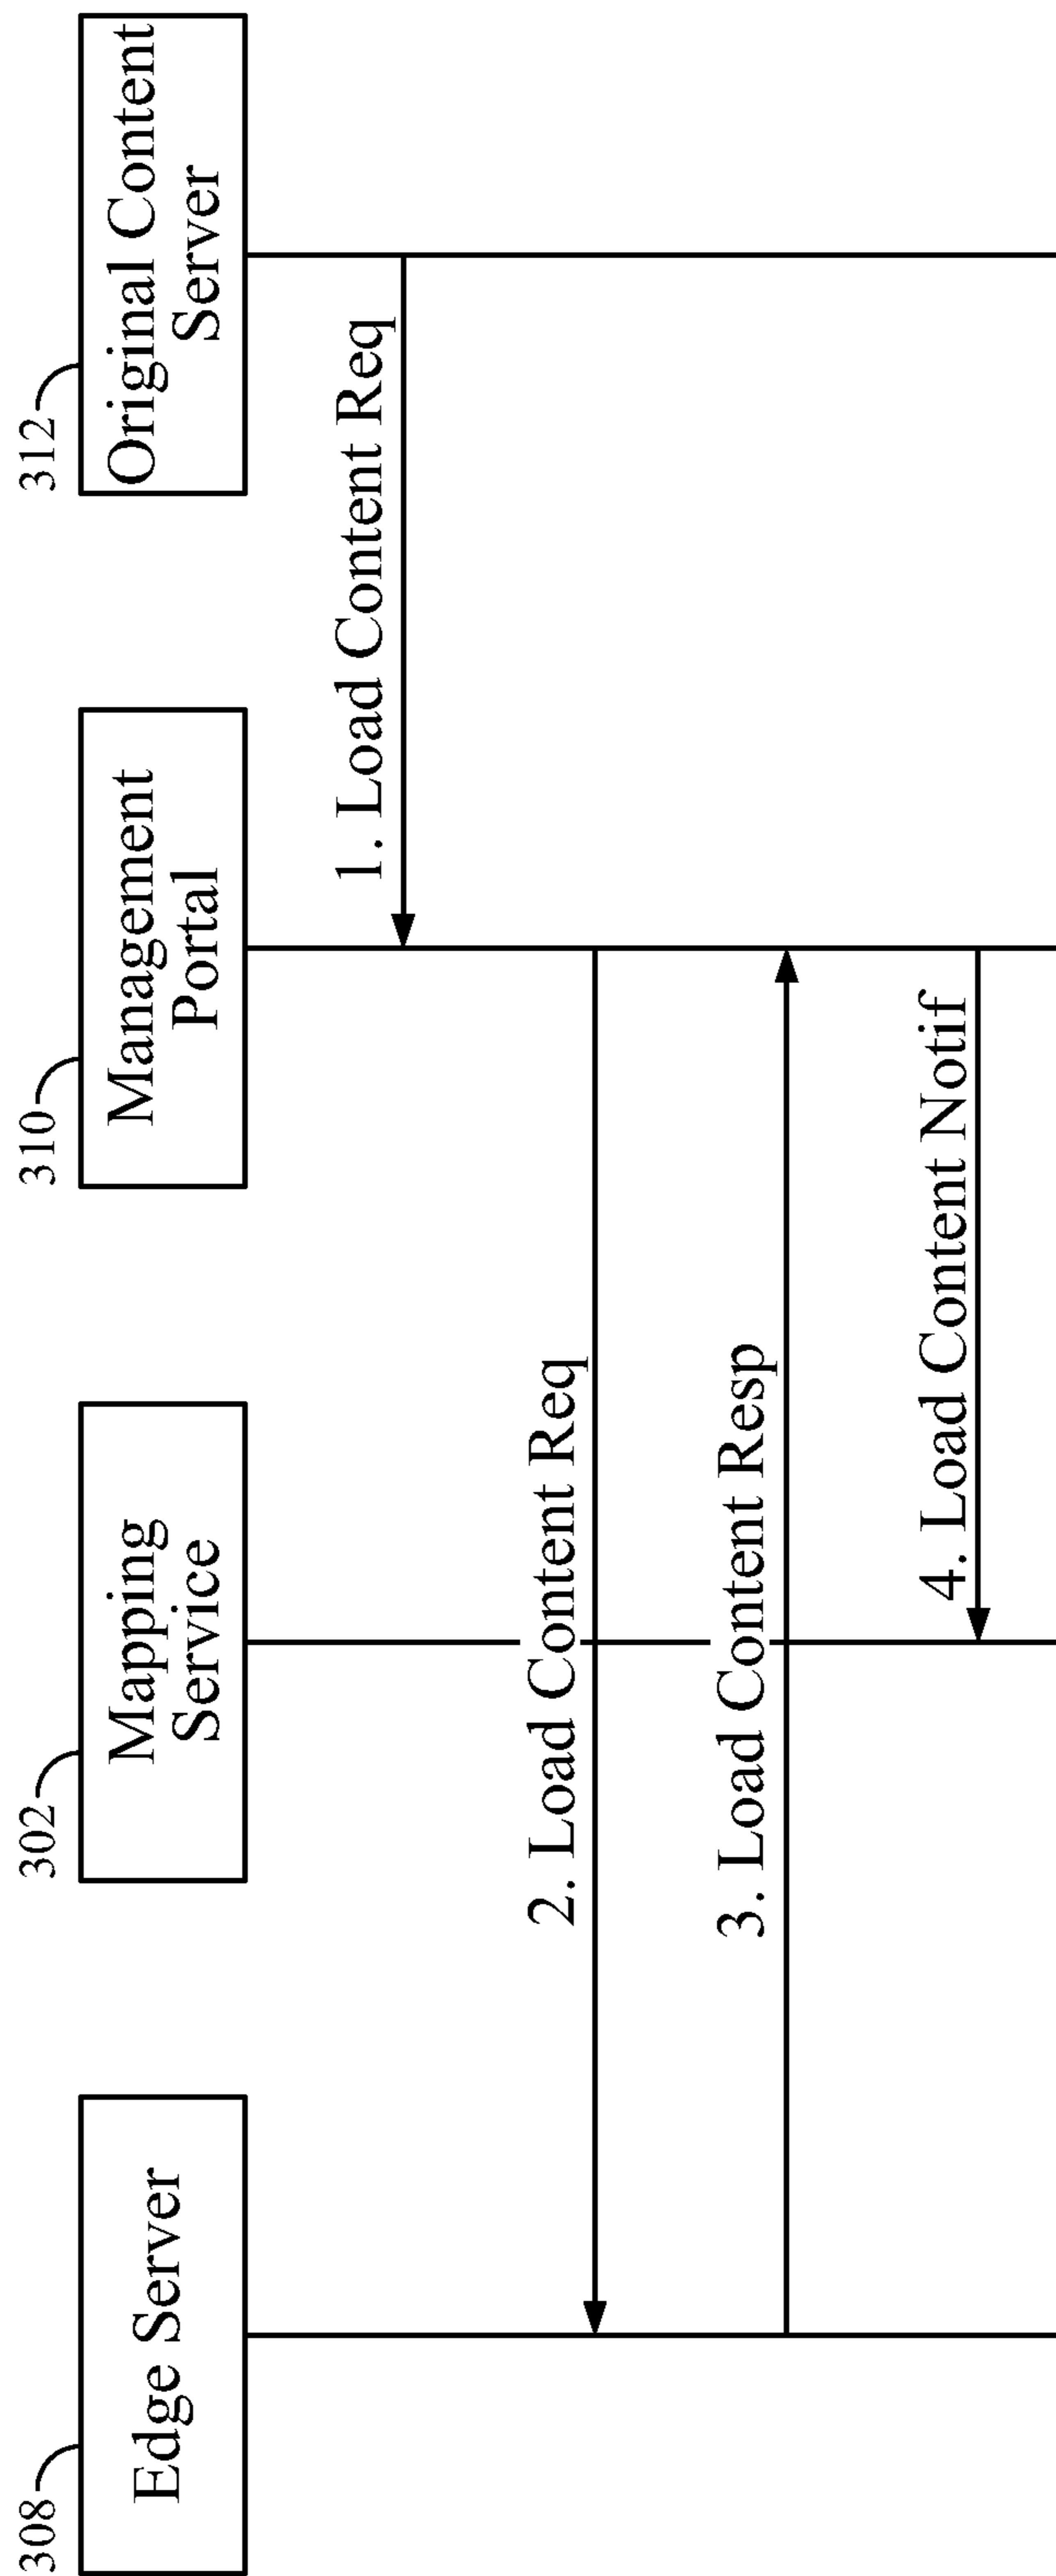 308
Edge Server
302
Mapping
Service
310
Management
Portal
312
Original Content
Server
1. Load Content Req
2. Load Content Req
3. Load Content Resp
4. Load Content Notif